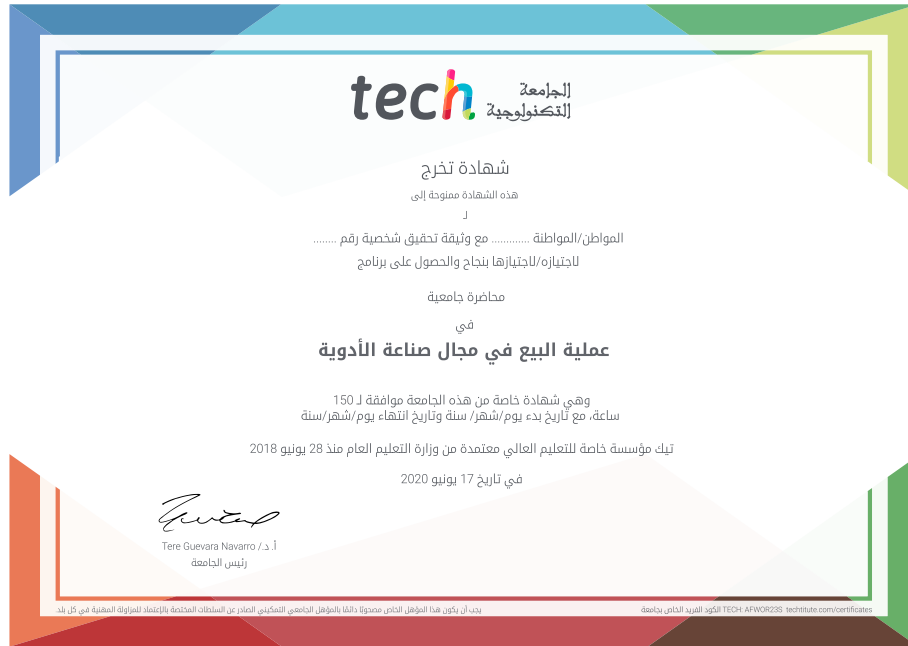 tech الجامعة
التكنولوجية
شهادة تخرج
هذه الشهادة ممنوحة إلى
لـ
المواطن/المواطنة ............. مع وثيقة تحقيق شخصية رقم ........
لاجتيازه/لاجتيازها بنجاح والحصول على برنامج
محاضرة جامعية
في
عملية البيع في مجال صناعة الأدوية
وهي شهادة خاصة من هذه الجامعة موافقة لـ 150
ساعة، مع تاريخ بدء يوم/شهر/ سنة وتاريخ انتهاء يوم/شهر/سنة
تيك مؤسسة خاصة للتعليم العالي معتمدة من وزارة التعليم العام منذ 28 يونيو 2018
في تاريخ 17 يونيو 2020
أ. د./ Tere Guevara Navarro
رئيس الجامعة
يجب أن يكون هذا المؤهل الخاص مصحوبًا دائمًا بالمؤهل الجامعي التمكيني الصادر عن السلطات المختصة بالإعتماد للمزاولة المهنية في كل بلد
الكود الفريد الخاص بجامعة TECH: AFWOR23S techtitute.com/certificates